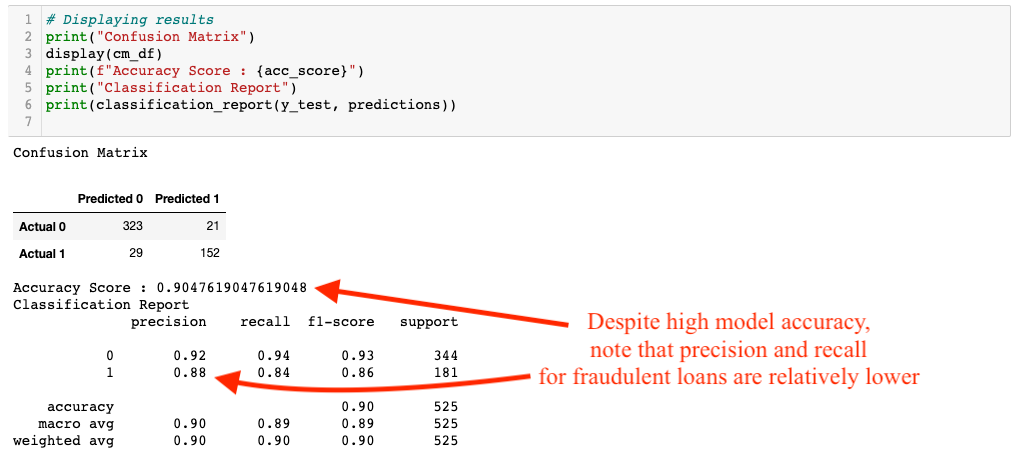 1 # Displaying results
2 print("Confusion Matrix")
3 display(cm_df)
4 print(f"Accuracy Score : {acc_score}")
5 print("Classification Report")
6 print(classification_report(y_test, predictions))
7
Confusion Matrix
Predicted 0 Predicted 1
Actual 0 323 21
Actual 1 29 152
Accuracy Score : 0.9047619047619048
Classification Report
precision recall f1-score support
0 0.92 0.94 0.93 344
1 0.88 0.84 0.86 181
accuracy 0.90 525
macro avg 0.90 0.89 0.89 525
weighted avg 0.90 0.90 0.90 525
Despite high model accuracy,
note that precision and recall
for fraudulent loans are relatively lower